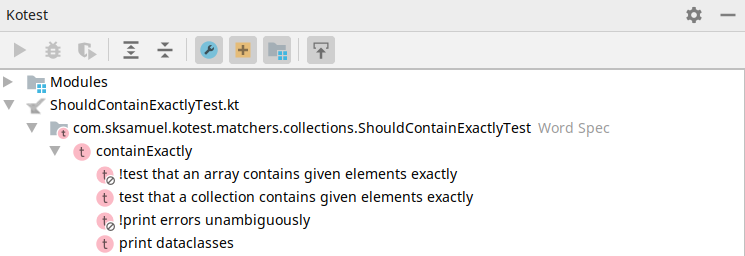 Kotest
Modules
ShouldContainExactlyTest.kt
com.sksamuel.kotest.matchers.collections.ShouldContainExactlyTest Word Spec
containExactly
!test that an array contains given elements exactly
test that a collection contains given elements exactly
!print errors unambiguously
print dataclasses